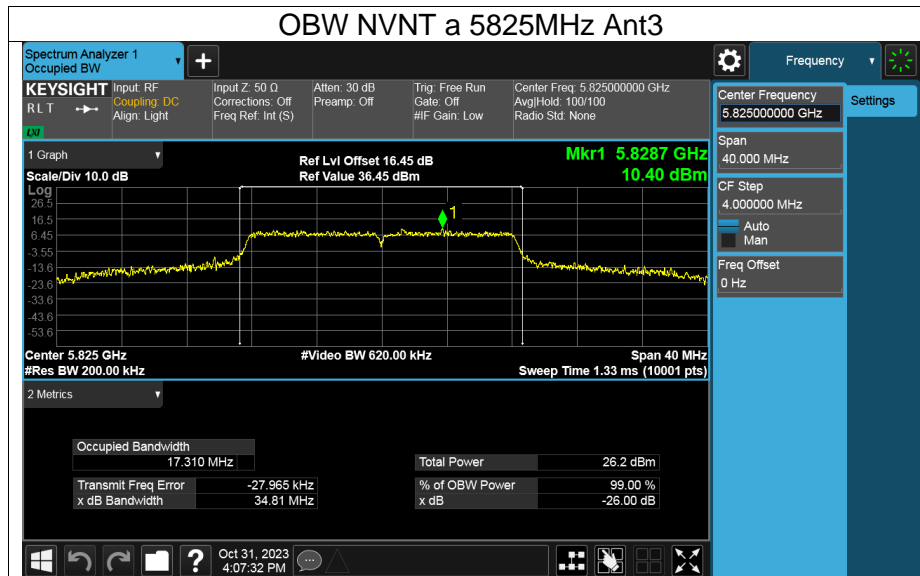 OBW NVNT a 5825MHz Ant3
Spectrum Analyzer 1
Occupied BW
Frequency
KEYSIGHT
RLT
LXI
Input: RF
Coupling: DC
Align: Light
Input Z: 50 Ω
Corrections: Off
Freq Ref: Int (S)
Atten: 30 dB
Preamp: Off
Trig: Free Run
Gate: Off
#IF Gain: Low
Center Freq: 5.825000000 GHz
Avg|Hold: 100/100
Radio Std: None
Center Frequency
5.825000000 GHz
Settings
Span
40.000 MHz
CF Step
4.000000 MHz
Auto
Man
Freq Offset
0 Hz
1 Graph
Scale/Div 10.0 dB
Ref Lvl Offset 16.45 dB
Ref Value 36.45 dBm
Mkr1 5.8287 GHz
10.40 dBm
Log
26.5
16.5
6.45
-3.55
-13.6
-23.6
-33.6
-43.6
-53.6
1
Center 5.825 GHz
#Res BW 200.00 kHz
#Video BW 620.00 kHz
Span 40 MHz
Sweep Time 1.33 ms (10001 pts)
2 Metrics
Occupied Bandwidth
17.310 MHz
Total Power 26.2 dBm
Transmit Freq Error -27.965 kHz
% of OBW Power 99.00 %
x dB Bandwidth 34.81 MHz
x dB -26.00 dB
?
Oct 31, 2023
4:07:32 PM